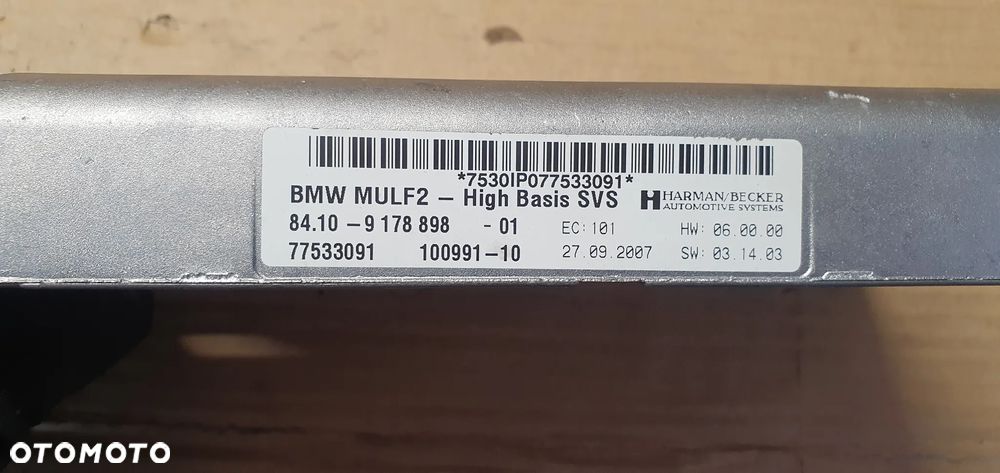 *7530IP077533091*
BMW MULF2 – High Basis SVS
HARMAN/BECKER
AUTOMOTIVE SYSTEMS
84.10 – 9 178 898 - 01 EC: 101 HW: 06.00.00
77533091 100991–10 27.09.2007 SW: 03.14.03
OTOMOTO